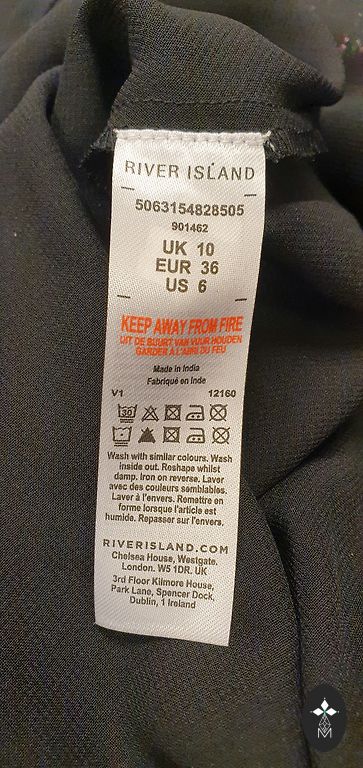 RIVER ISLAND
5063154828505
901462
UK 10
EUR 36
US 6
KEEP AWAY FROM FIRE
UIT DE BUURT VAN VUUR HOUDEN
GARDER À L'ABRI DU FEU
Made in India
Fabriqué en Inde
V1 12160
30
Wash with similar colours. Wash
inside out. Reshape whilst
damp. Iron on reverse. Laver
avec des couleurs semblables.
Laver à l'envers. Remettre en
forme lorsque l'article est
humide. Repasser sur l'envers.
RIVERISLAND.COM
Chelsea House, Westgate.
London. W5 1DR. UK
3rd Floor Kilmore House,
Park Lane, Spencer Dock,
Dublin, 1 Ireland